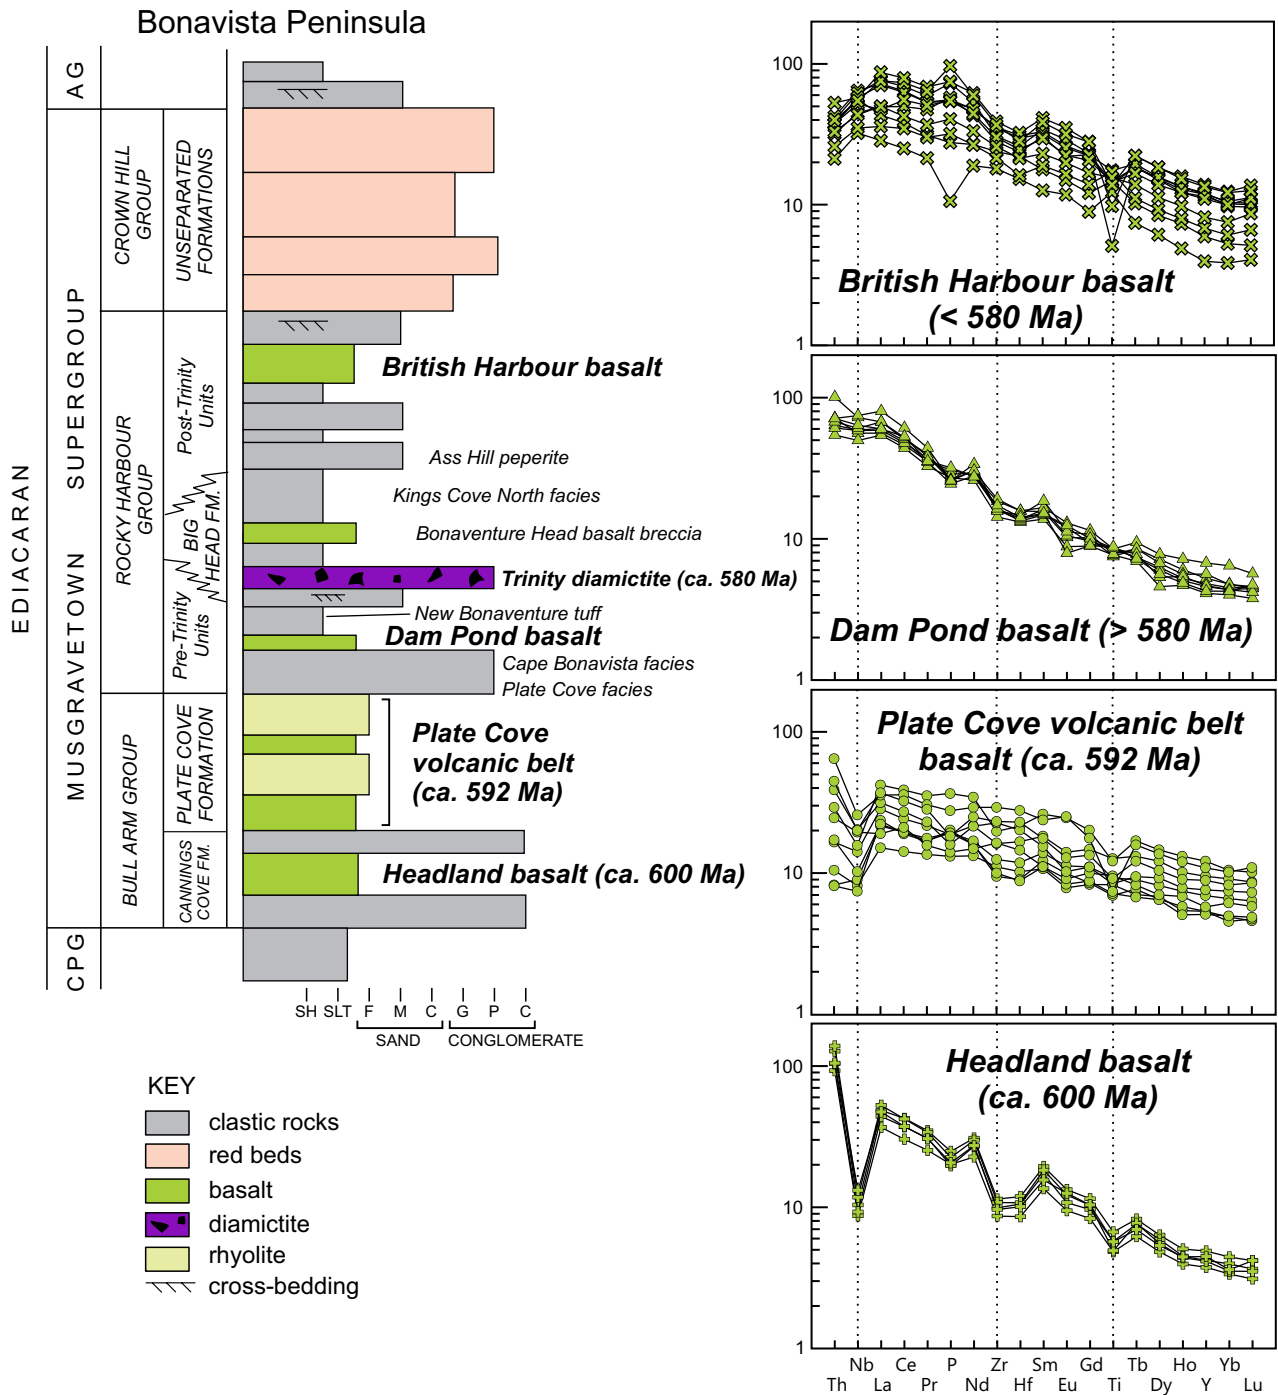 Bonavista Peninsula
EDIACARAN
MUSGRAVETOWN SUPERGROUP
AG
CPG
CROWN HILL
GROUP
UNSEPARATED
FORMATIONS
ROCKY HARBOUR
GROUP
Post-Trinity
Units
BIG
HEAD FM.
Pre-Trinity
Units
BULL ARM GROUP
PLATE COVE
FORMATION
CANNINGS
COVE FM.
British Harbour basalt
Ass Hill peperite
Kings Cove North facies
Bonaventure Head basalt breccia
Trinity diamictite (ca. 580 Ma)
New Bonaventure tuff
Dam Pond basalt
Cape Bonavista facies
Plate Cove facies
Plate Cove
volcanic belt
(ca. 592 Ma)
Headland basalt (ca. 600 Ma)
SH SLT F M C G P C
SAND CONGLOMERATE
KEY
clastic rocks
red beds
basalt
diamictite
rhyolite
cross-bedding
100
10
1
British Harbour basalt
(< 580 Ma)
100
10
1
Dam Pond basalt (> 580 Ma)
100
10
1
Plate Cove volcanic belt
basalt (ca. 592 Ma)
100
10
1
Headland basalt
(ca. 600 Ma)
Nb Ce P Zr Sm Gd Tb Ho Yb
Th La Pr Nd Hf Eu Ti Dy Y Lu